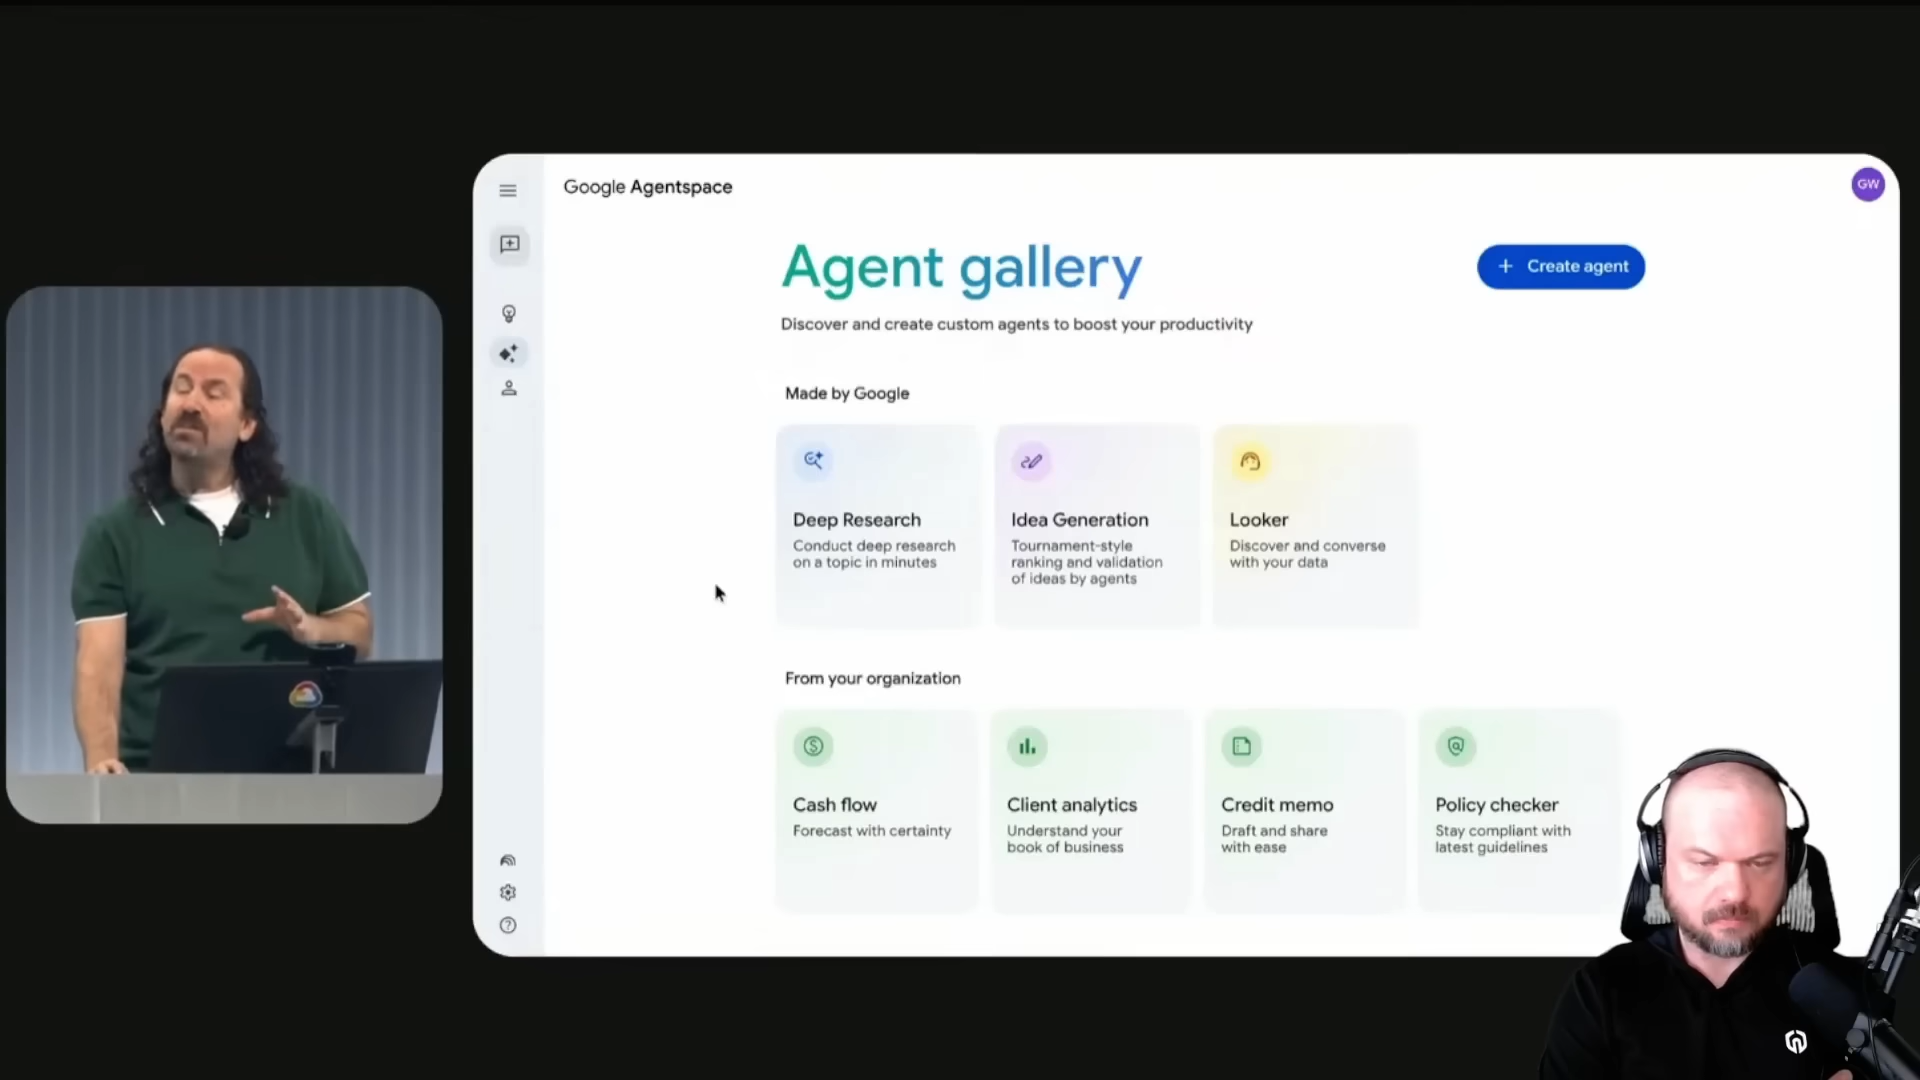 Google Agentspace
GW
Agent gallery
+ Create agent
Discover and create custom agents to boost your productivity
Made by Google
Deep Research
Conduct deep research
on a topic in minutes
Idea Generation
Tournament-style
ranking and validation
of ideas by agents
Looker
Discover and converse
with your data
From your organization
Cash flow
Forecast with certainty
Client analytics
Understand your
book of business
Credit memo
Draft and share
with ease
Policy checker
Stay compliant with
latest guidelines